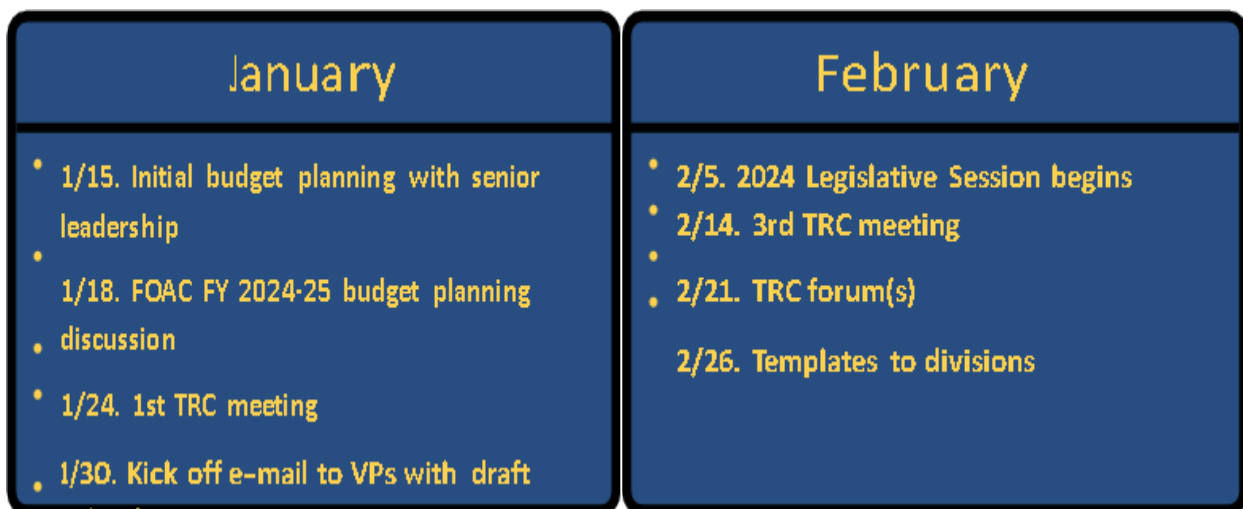 January
1/15. Initial budget planning with senior
leadership
1/18. FOAC FY 2024-25 budget planning
discussion
1/24. 1st TRC meeting
1/30. Kick off e-mail to VPs with draft
February
2/5. 2024 Legislative Session begins
2/14. 3rd TRC meeting
2/21. TRC forum(s)
2/26. Templates to divisions